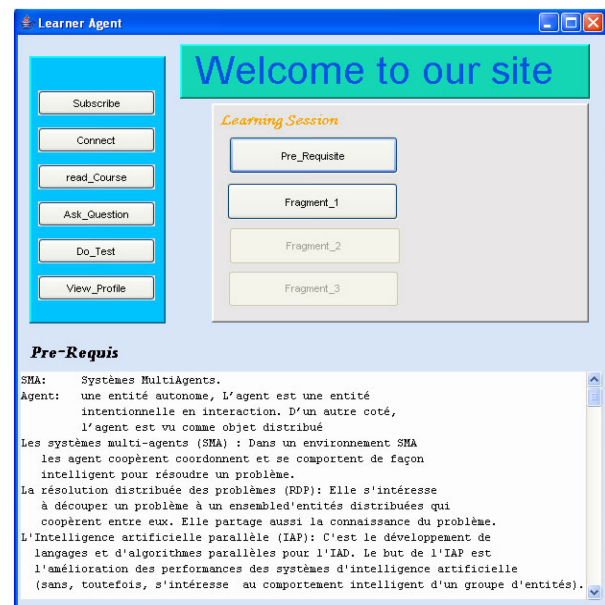 Learner Agent
Welcome to our site
Subscribe
Connect
read_Course
Ask_Question
Do_Test
View_Profile
Learning Session
Pre_Requisite
Fragment_1
Fragment_2
Fragment_3
Pre-Requis
SMA: Systèmes MultiAgents.
Agent: une entité autonome, L'agent est une entité
intentionnelle en interaction. D'un autre coté,
l'agent est vu comme objet distribué
Les systèmes multi-agents (SMA) : Dans un environnement SMA
les agent coopèrent coordonnent et se comportent de façon
intelligent pour résoudre un problème.
La résolution distribuée des problèmes (RDP): Elle s'intéresse
à découper un problème à un ensembled'entités distribuées qui
coopèrent entre eux. Elle partage aussi la connaissance du problème.
L'Intelligence artificielle parallèle (IAP): C'est le développement de
langages et d'algorithmes parallèles pour l'IAD. Le but de l'IAP est
l'amélioration des performances des systèmes d'intelligence artificielle
(sans, toutefois, s'intéresse au comportement intelligent d'un groupe d'entités).